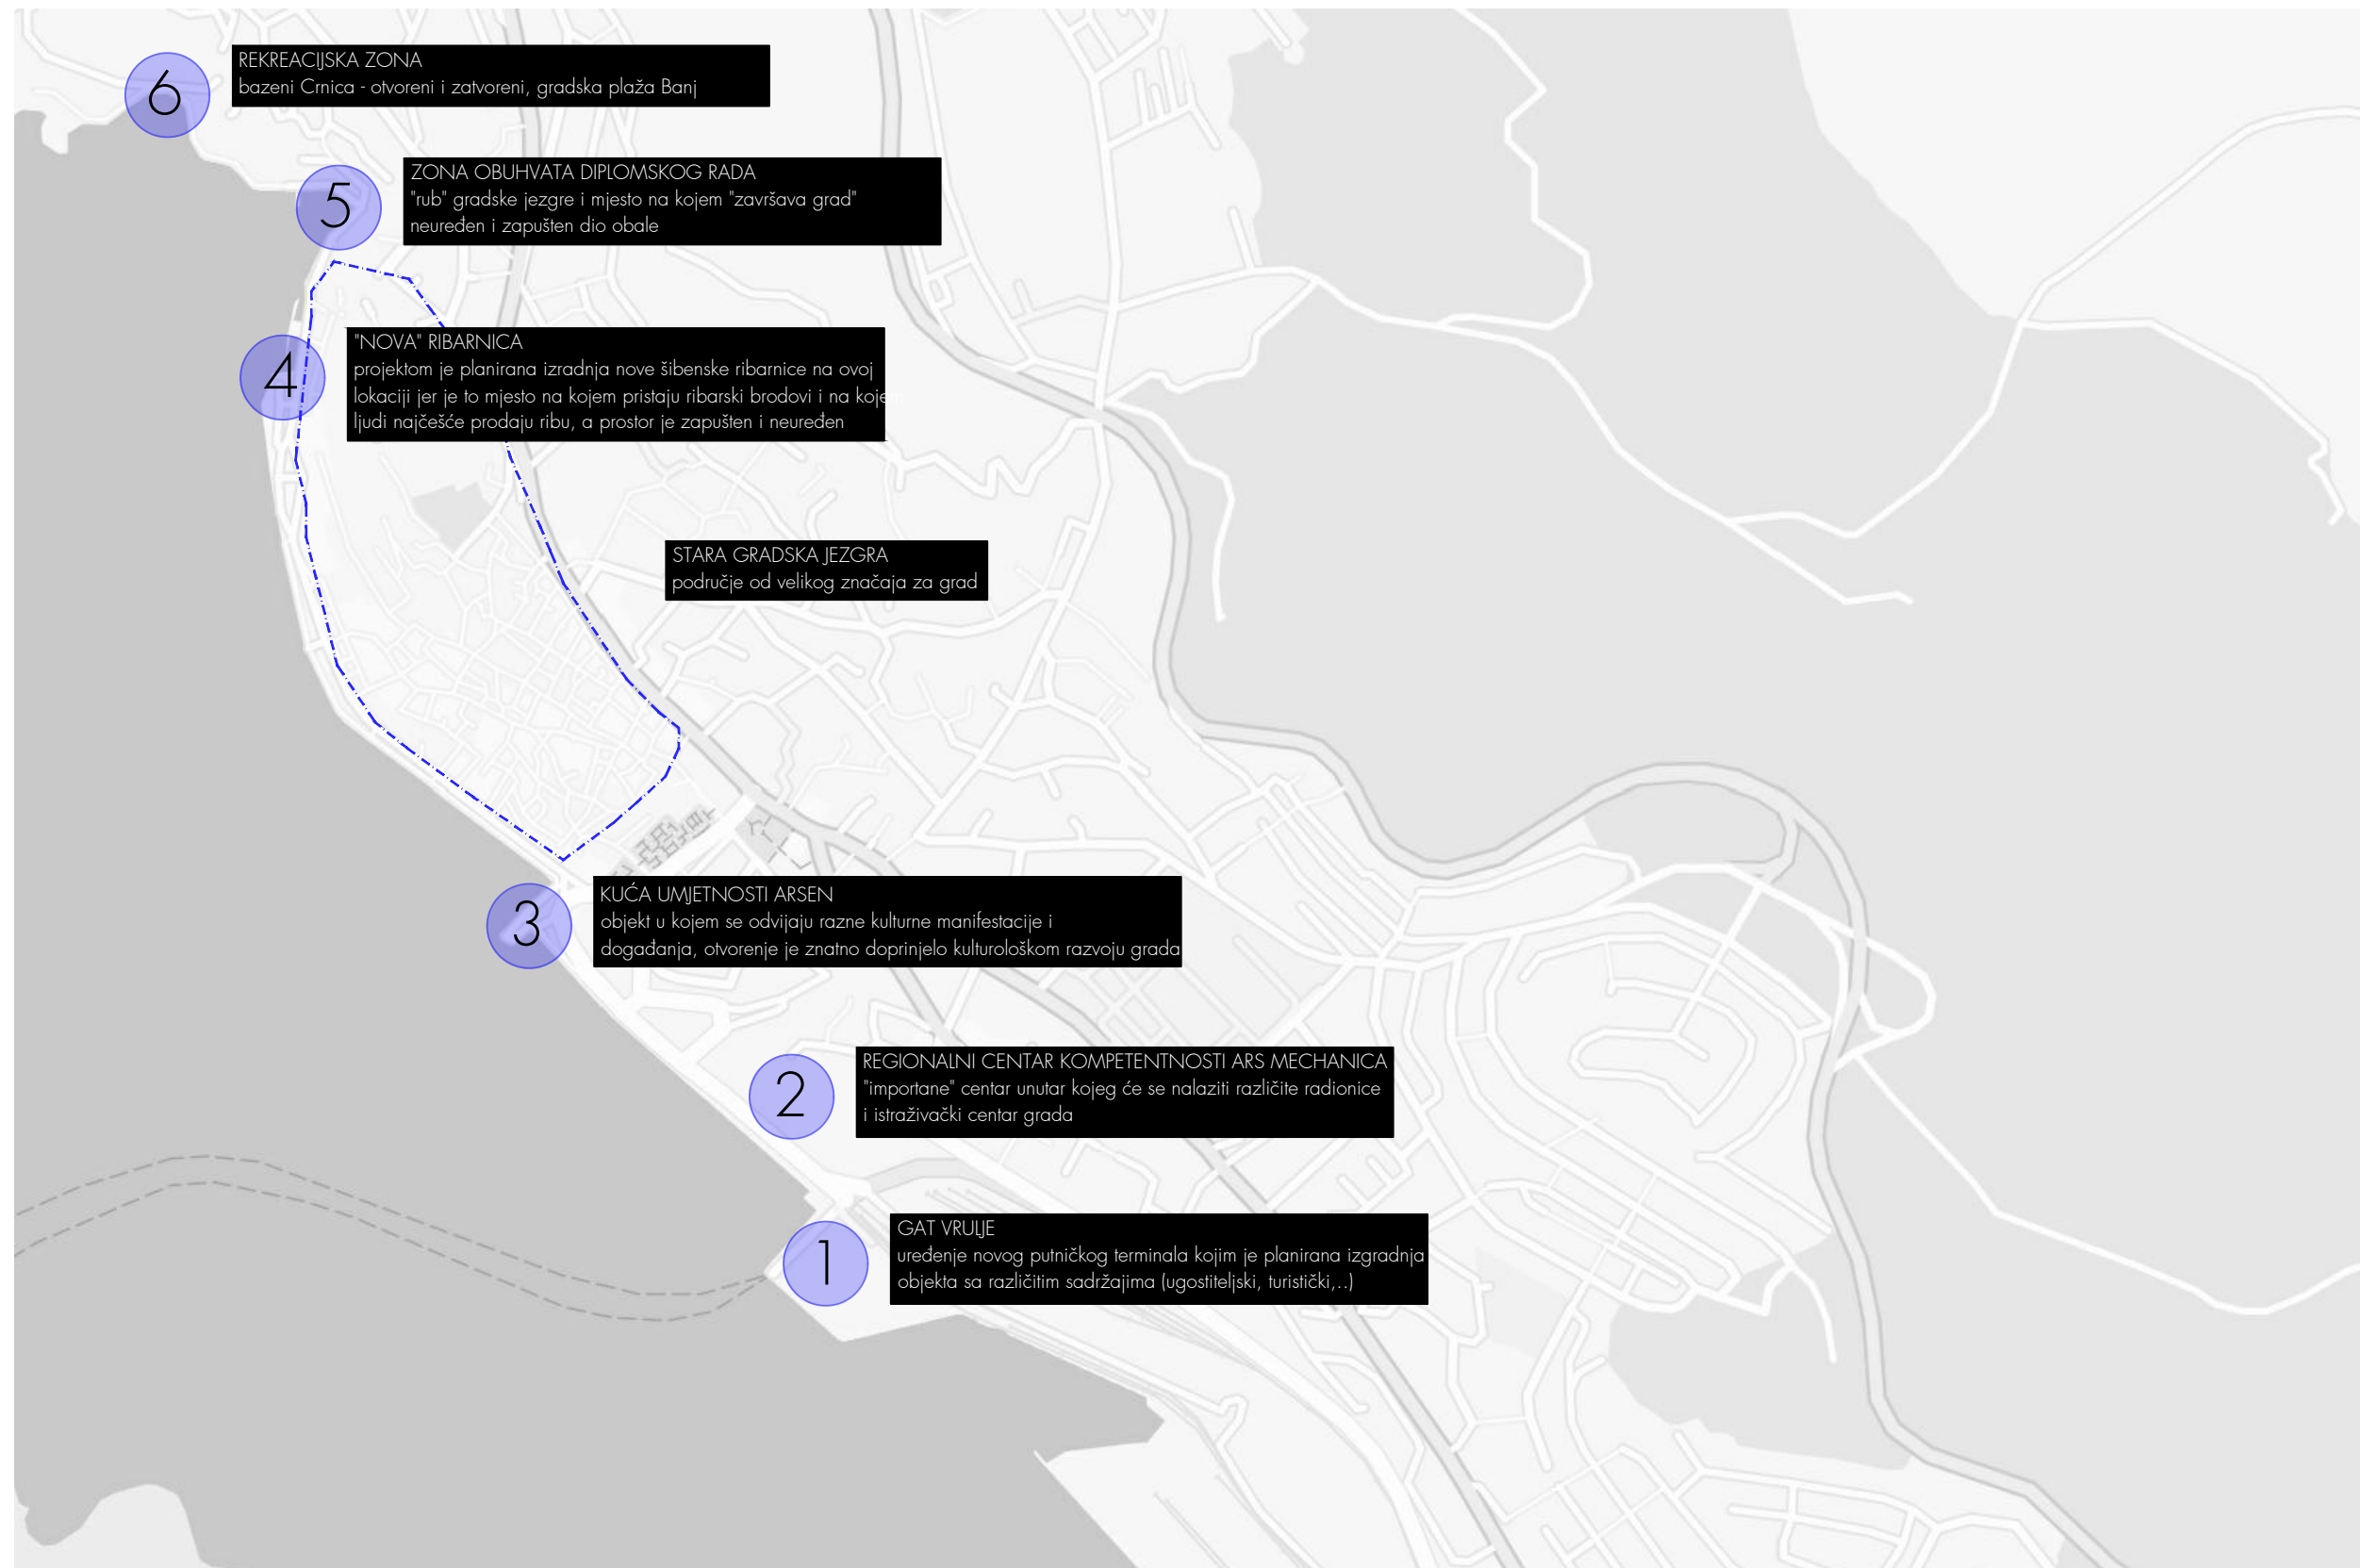 6
REKREACIJSKA ZONA
bazeni Crnica - otvoreni i zatvoreni, gradska plaža Banj
5
ZONA OBUHVATA DIPLOMSKOG RADA
"rub" gradske jezgre i mjesto na kojem "završava grad"
neuređen i zapušten dio obale
4
"NOVA" RIBARNICA
projektom je planirana izradnja nove šibenske ribarnice na ovoj
lokaciji jer je to mjesto na kojem pristaju ribarski brodovi i na kojem
ljudi najčešće prodaju ribu, a prostor je zapušten i neuređen
STARA GRADSKA JEZGRA
područje od velikog značaja za grad
3
KUĆA UMJETNOSTI ARSEN
objekt u kojem se odvijaju razne kulturne manifestacije i
događanja, otvorenje je znatno doprinjelo kulturološkom razvoju grada
2
REGIONALNI CENTAR KOMPETENTNOSTI ARS MECHANICA
"importane" centar unutar kojeg će se nalaziti različite radionice
i istraživački centar grada
1
GAT VRULJE
uređenje novog putničkog terminala kojim je planirana izgradnja
objekta sa različitim sadržajima (ugostiteljski, turistički,..)